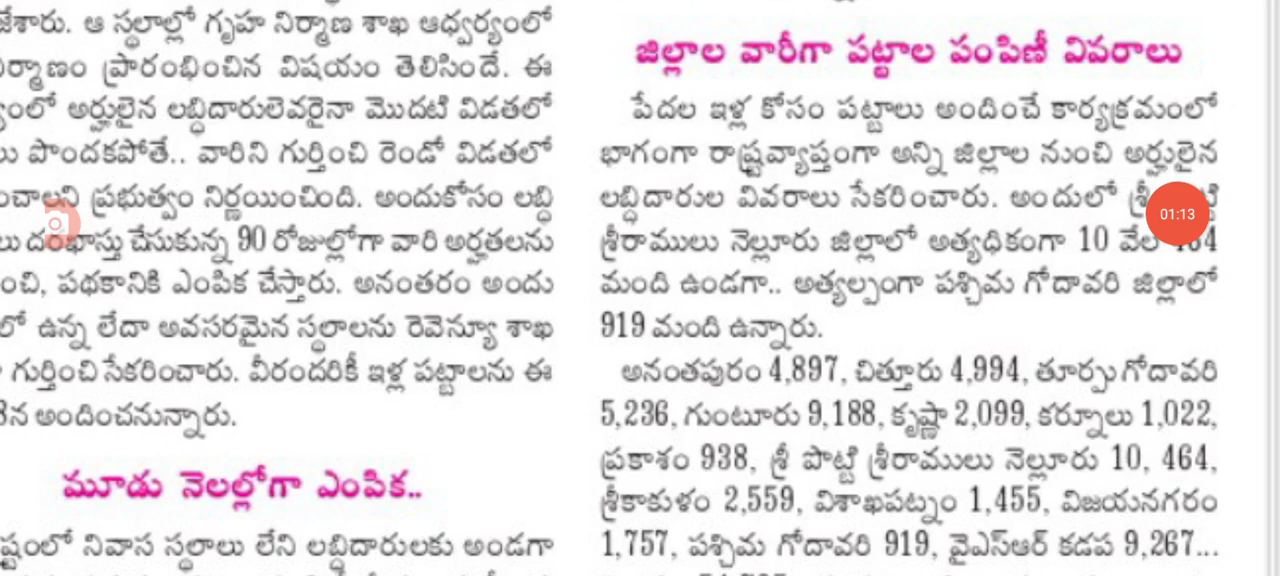 జేశారు. ఆ స్థలాల్లో గృహ నిర్మాణ శాఖ ఆధ్వర్యంలో
ర్మాణం ప్రారంభించిన విషయం తెలిసిందే. ఈ
అర్హులైన లబ్ధిదారులెవరైనా మొదటి విడతలో
పొందకపోతే.. వారిని గుర్తించి రెండో విడతలో
ప్రభుత్వం నిర్ణయించింది. అందుకోసం లబ్ధి
దరఖాస్తు చేసుకున్న 90 రోజుల్లోగా వారి అర్హతలను
పథకానికి ఎంపిక చేస్తారు. అనంతరం అందు
లో ఉన్న లేదా అవసరమైన స్థలాలను రెవెన్యూ శాఖ
గుర్తించి సేకరించారు. వీరందరికీ ఇళ్ల పట్టాలను ఈ
న అందించనున్నారు.
మూడు నెలల్లోగా ఎంపిక..
నివాస స్థలాలు లేని లబ్ధిదారులకు అండగా
జిల్లాల వారీగా పట్టాల పంపిణీ వివరాలు
పేదల ఇళ్ల కోసం పట్టాలు అందించే కార్యక్రమంలో
భాగంగా రాష్ట్రవ్యాప్తంగా అన్ని జిల్లాల నుంచి అర్హులైన
లబ్ధిదారుల వివరాలు సేకరించారు. అందులో
శ్రీరాములు నెల్లూరు జిల్లాలో అత్యధికంగా 10 వేల
మంది ఉండగా.. అత్యల్పంగా పశ్చిమ గోదావరి జిల్లాలో
919 మంది ఉన్నారు.
అనంతపురం 4,897, చిత్తూరు 4,994, తూర్పుగోదావరి
5,236, గుంటూరు 9,188, కృష్ణా 2,099, కర్నూలు 1,022,
ప్రకాశం 938, శ్రీ పొట్టి శ్రీరాములు నెల్లూరు 10, 464,
శ్రీకాకుళం 2,559, విశాఖపట్నం 1,455, విజయనగరం
1,757, పశ్చిమ గోదావరి 919, వైఎస్ఆర్ కడప 9,267...
01:13